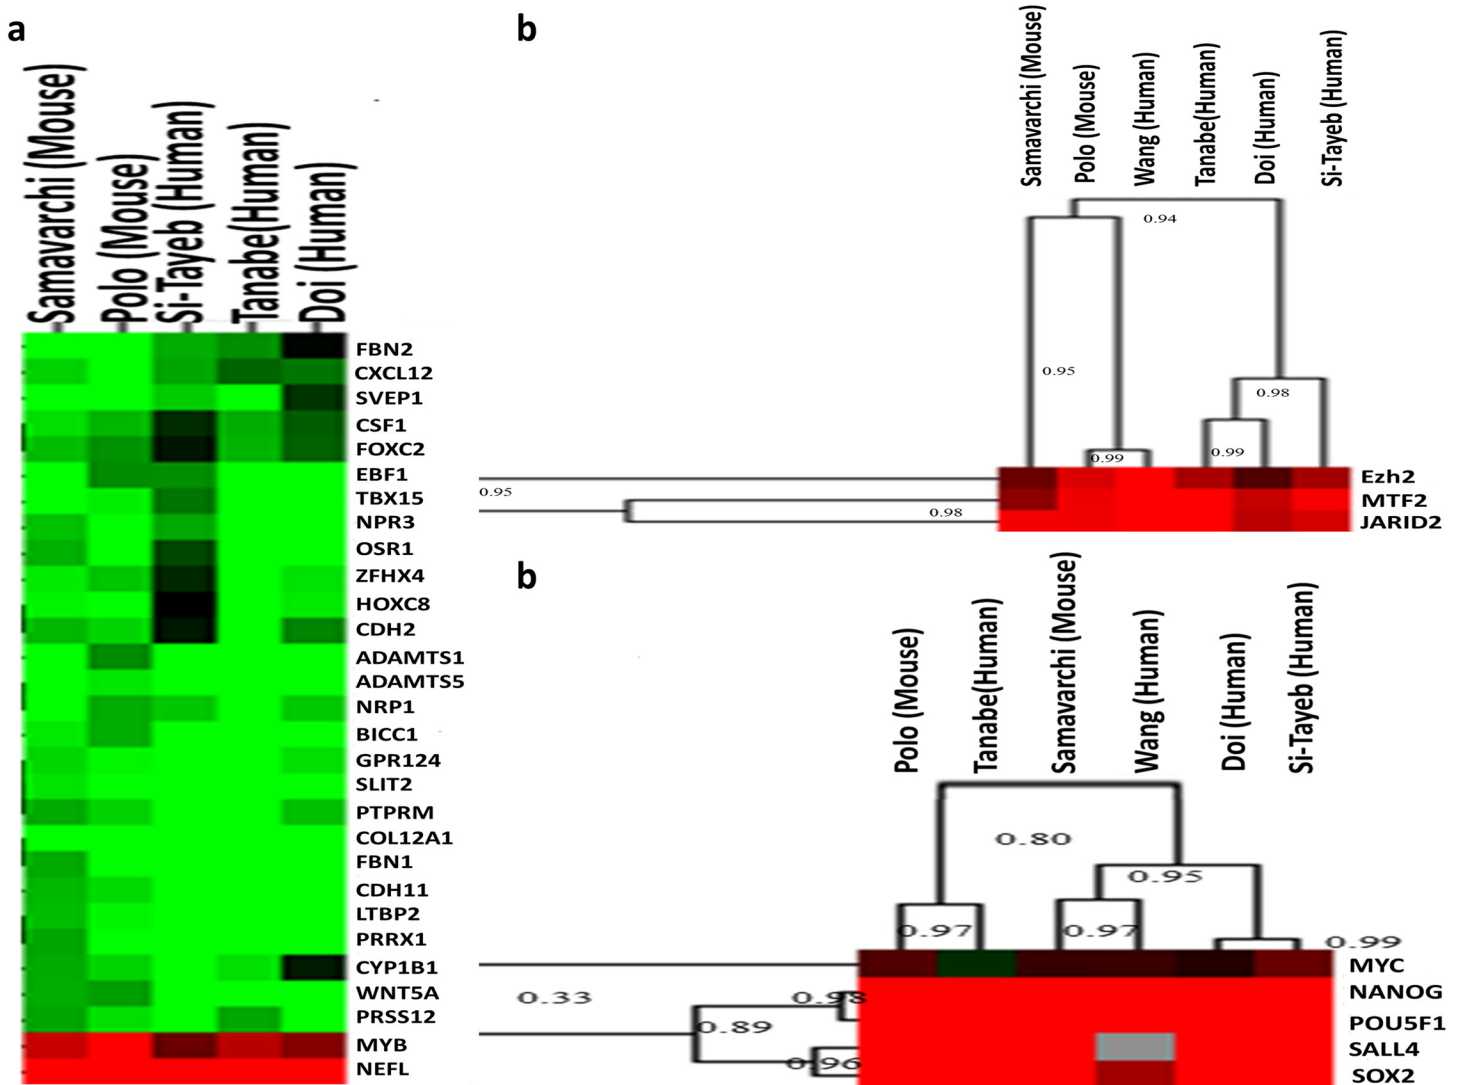 a
Samavarchi (Mouse)
Polo (Mouse)
Si-Tayeb (Human)
Tanabe(Human)
Doi (Human)
FBN2
CXCL12
SVEP1
CSF1
FOXC2
EBF1
TBX15
NPR3
OSR1
ZFHX4
HOXC8
CDH2
ADAMTS1
ADAMTS5
NRP1
BICC1
GPR124
SLIT2
PTPRM
COL12A1
FBN1
CDH11
LTBP2
PRRX1
CYP1B1
WNT5A
PRSS12
MYB
NEFL
b
Samavarchi (Mouse)
Polo (Mouse)
Wang (Human)
Tanabe(Human)
Doi (Human)
Si-Tayeb (Human)
0.94
0.95
0.98
0.99
0.99
0.95
0.98
Ezh2
MTF2
JARID2
b
Polo (Mouse)
Tanabe(Human)
Samavarchi (Mouse)
Wang (Human)
Doi (Human)
Si-Tayeb (Human)
0.80
0.95
0.97
0.97
0.99
0.33
0.98
0.89
0.96
MYC
NANOG
POU5F1
SALL4
SOX2